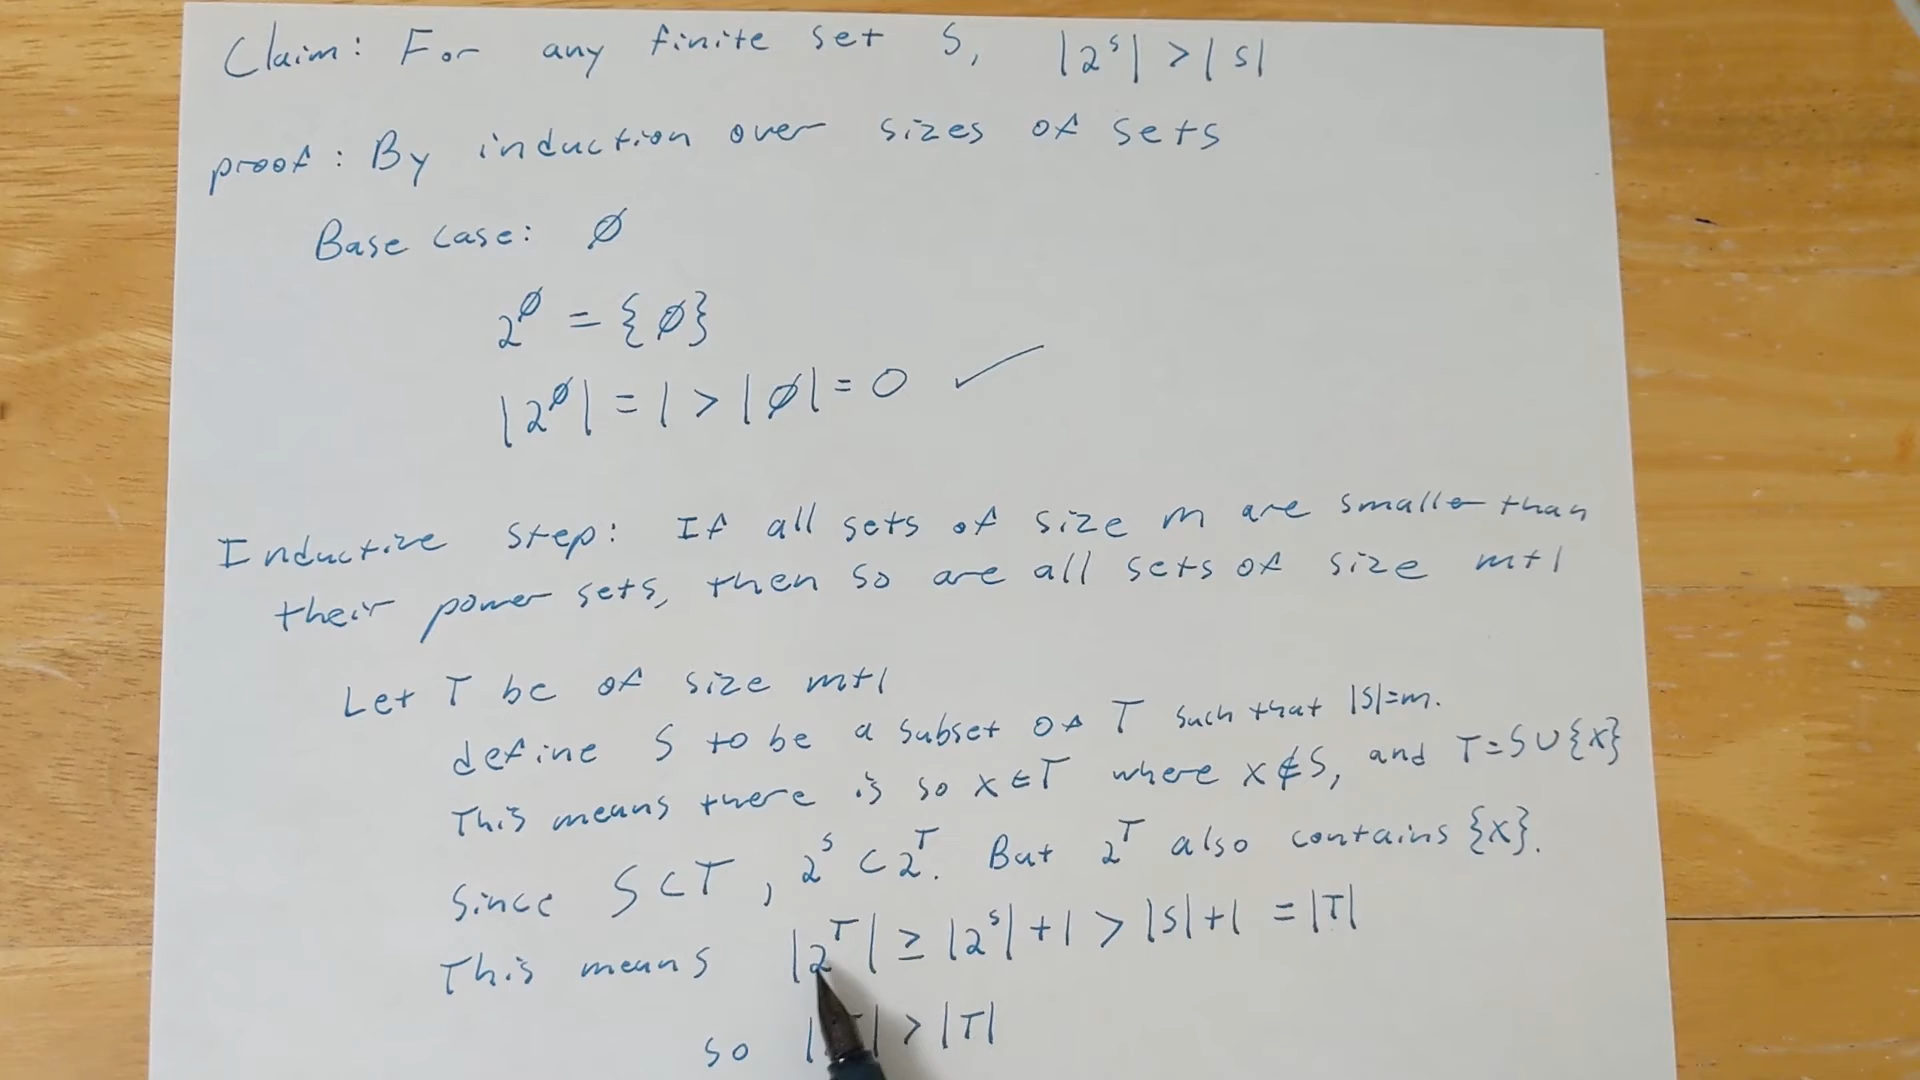 Claim: For any finite set S, |2^S| > |S|
proof: By induction over sizes of sets
Base case: ∅
2^∅ = {∅}
|2^∅| = 1 > |∅| = 0 ✓
Inductive step: If all sets of size m are smaller than
their power sets, then so are all sets of size m+1
Let T be of size m+1
define S to be a subset of T such that |S|=m.
This means there is so x∈T where x∉S, and T=S∪{x}
Since S⊂T, 2^S ⊂ 2^T. But 2^T also contains {x}.
This means |2^T| ≥ |2^S|+1 > |S|+1 = |T|
so | T| > |T|